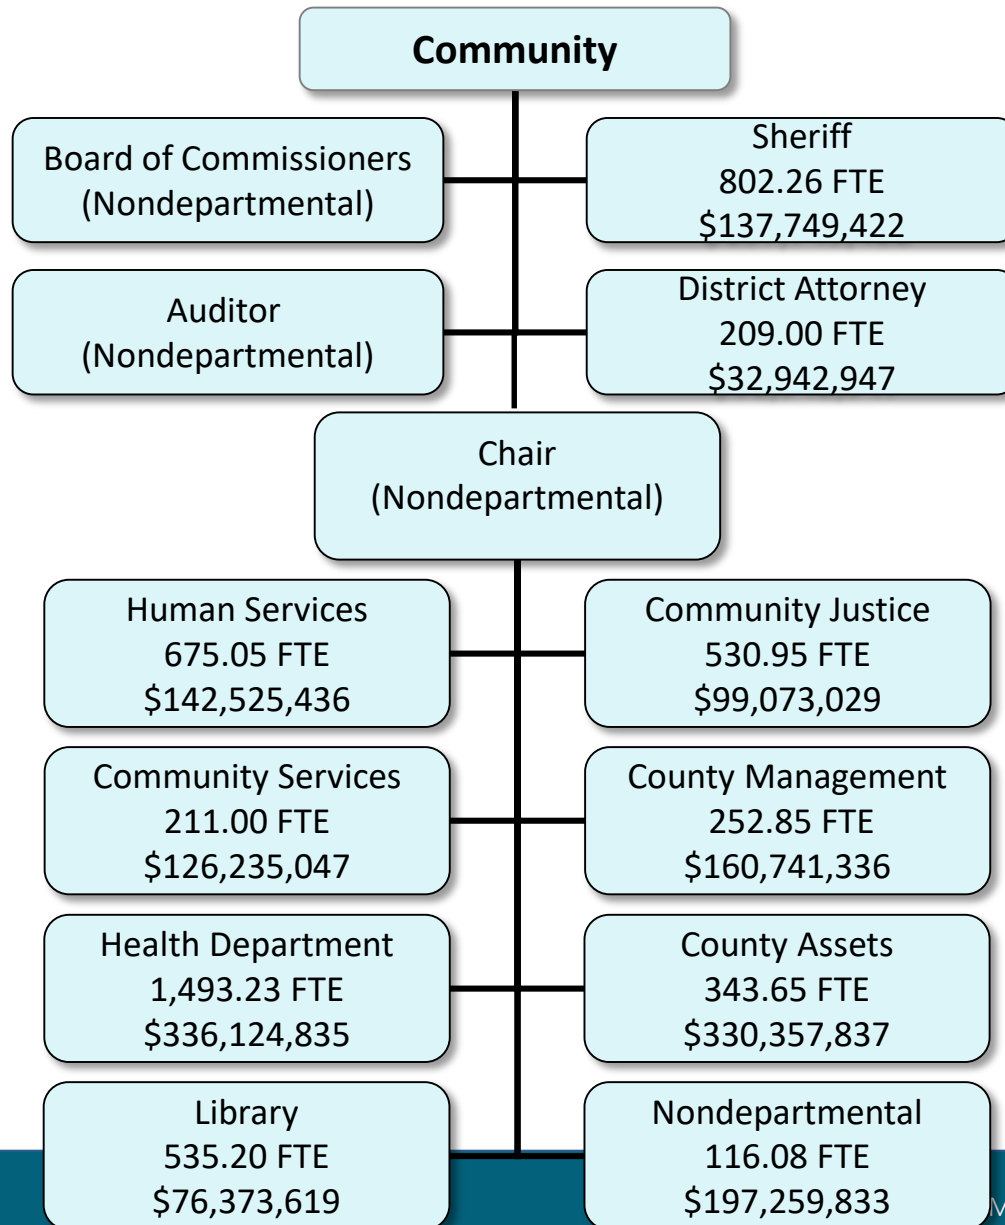 Community
Board of Commissioners
(Nondepartmental)
Sheriff
802.26 FTE
$137,749,422
Auditor
(Nondepartmental)
District Attorney
209.00 FTE
$32,942,947
Chair
(Nondepartmental)
Human Services
675.05 FTE
$142,525,436
Community Justice
530.95 FTE
$99,073,029
Community Services
211.00 FTE
$126,235,047
County Management
252.85 FTE
$160,741,336
Health Department
1,493.23 FTE
$336,124,835
County Assets
343.65 FTE
$330,357,837
Library
535.20 FTE
$76,373,619
Nondepartmental
116.08 FTE
$197,259,833